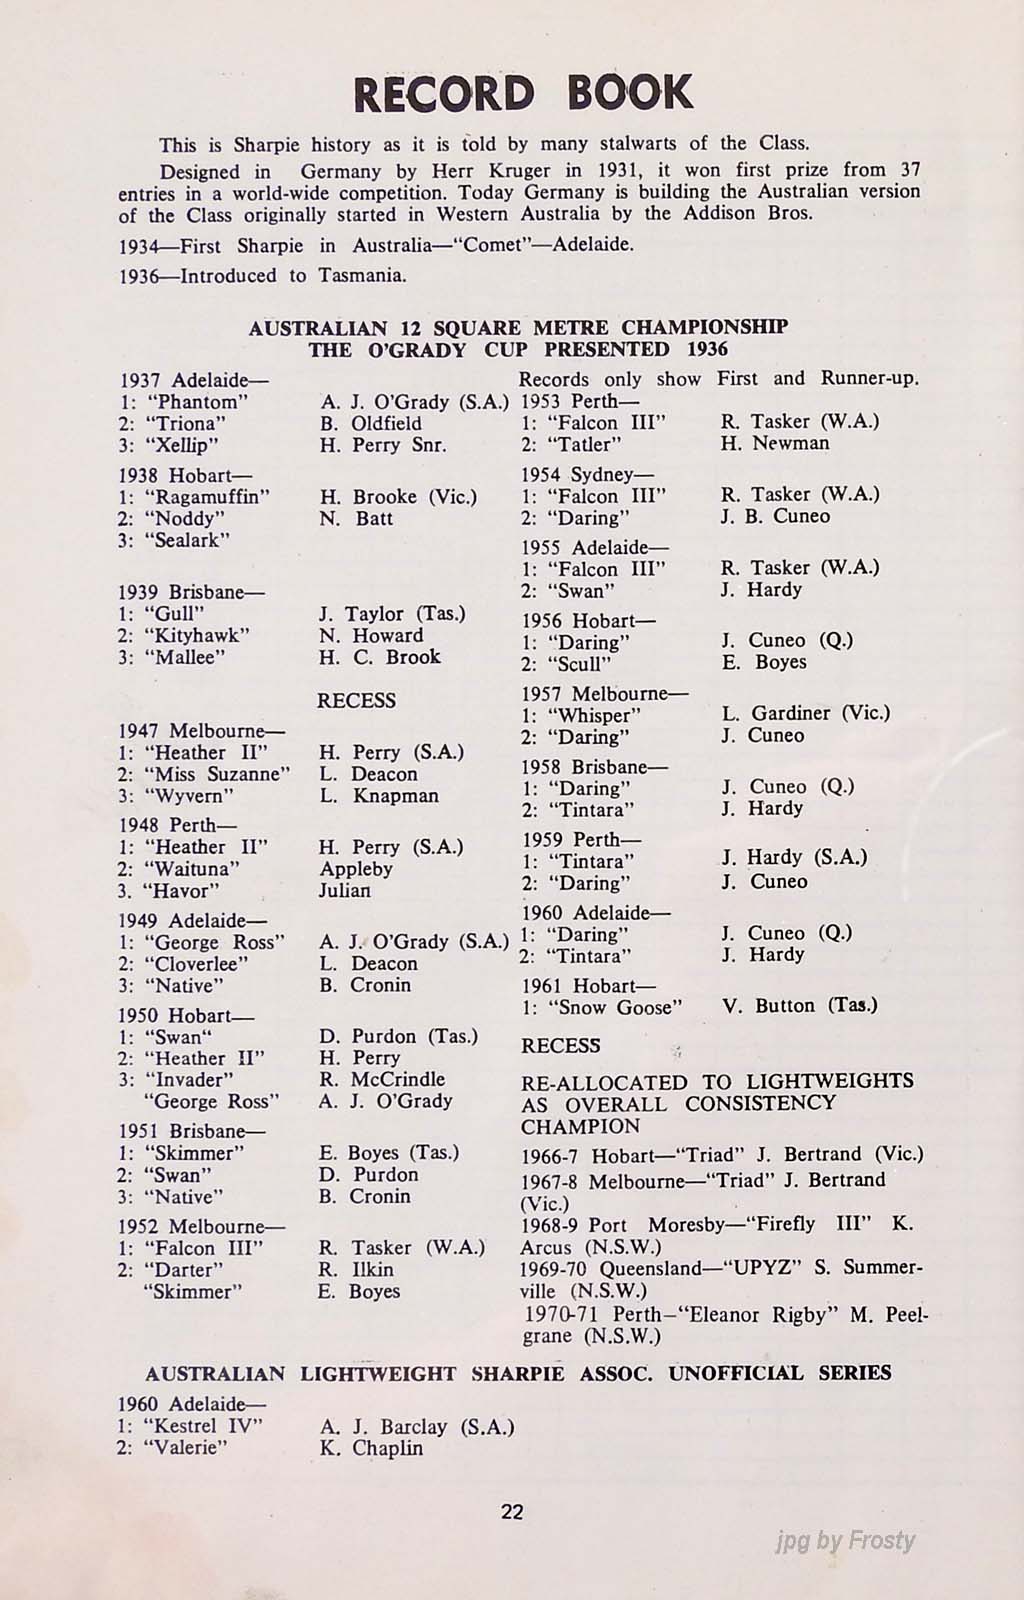 RECORD BOOK
This is Sharpie history as it is told by many stalwarts of the Class.
Designed in Germany by Herr Kruger in 1931, it won first prize from 37
entries in a world-wide competition. Today Germany is building the Australian version
of the Class originally started in Western Australia by the Addison Bros.
1934—First Sharpie in Australia—“Comet”—Adelaide.
1936—Introduced to Tasmania.
AUSTRALIAN 12 SQUARE METRE CHAMPIONSHIP
THE O’GRADY CUP PRESENTED 1936
1937 Adelaide—
1: “Phantom” A. J. O’Grady (S.A.)
2: “Triona” B. Oldfield
3: “Xellip” H. Perry Snr.
1938 Hobart—
1: “Ragamuffin” H. Brooke (Vic.)
2: “Noddy” N. Batt
3: “Sealark”
1939 Brisbane—
1: “Gull” J. Taylor (Tas.)
2: “Kityhawk” N. Howard
3: “Mallee” H. C. Brook
RECESS
1947 Melbourne—
1: “Heather II” H. Perry (S.A.)
2: “Miss Suzanne” L. Deacon
3: “Wyvern” L. Knapman
1948 Perth—
1: “Heather II” H. Perry (S.A.)
2: “Waituna” Appleby
3. “Havor” Julian
1949 Adelaide—
1: “George Ross” A. J. O’Grady (S.A.)
2: “Cloverlee” L. Deacon
3: “Native” B. Cronin
1950 Hobart—
1: “Swan“ D. Purdon (Tas.)
2: “Heather II” H. Perry
3: “Invader” R. McCrindle
“George Ross” A. J. O’Grady
1951 Brisbane—
1: “Skimmer” E. Boyes (Tas.)
2: “Swan” D. Purdon
3: “Native” B. Cronin
1952 Melbourne—
1: “Falcon III” R. Tasker (W.A.)
2: “Darter” R. Ilkin
“Skimmer” E. Boyes
Records only show First and Runner-up.
1953 Perth—
1: “Falcon III” R. Tasker (W.A.)
2: “Tatler” H. Newman
1954 Sydney—
1: “Falcon III” R. Tasker (W.A.)
2: “Daring” J. B. Cuneo
1955 Adelaide—
1: “Falcon III” R. Tasker (W.A.)
2: “Swan” J. Hardy
1956 Hobart—
1: “Daring” J. Cuneo (Q.)
2: “Scull” E. Boyes
1957 Melbourne—
1: “Whisper” L. Gardiner (Vic.)
2: “Daring” J. Cuneo
1958 Brisbane—
1: “Daring” J. Cuneo (Q.)
2: “Tintara” J. Hardy
1959 Perth—
1: “Tintara” J. Hardy (S.A.)
2: “Daring” J. Cuneo
1960 Adelaide—
1: “Daring” J. Cuneo (Q.)
2: “Tintara” J. Hardy
1961 Hobart—
1: “Snow Goose” V. Button (Tas.)
RECESS
RE-ALLOCATED TO LIGHTWEIGHTS
AS OVERALL CONSISTENCY
CHAMPION
1966-7 Hobart—“Triad” J. Bertrand (Vic.)
1967-8 Melbourne—“Triad” J. Bertrand
(Vic.)
1968-9 Port Moresby—“Firefly III” K.
Arcus (N.S.W.)
1969-70 Queensland—“UPYZ” S. Summer-
ville (N.S.W.)
1970-71 Perth–“Eleanor Rigby” M. Peel-
grane (N.S.W.)
AUSTRALIAN LIGHTWEIGHT SHARPIE ASSOC. UNOFFICIAL SERIES
1960 Adelaide—
1: “Kestrel IV” A. J. Barclay (S.A.)
2: “Valerie” K. Chaplin
22
jpg by Frosty